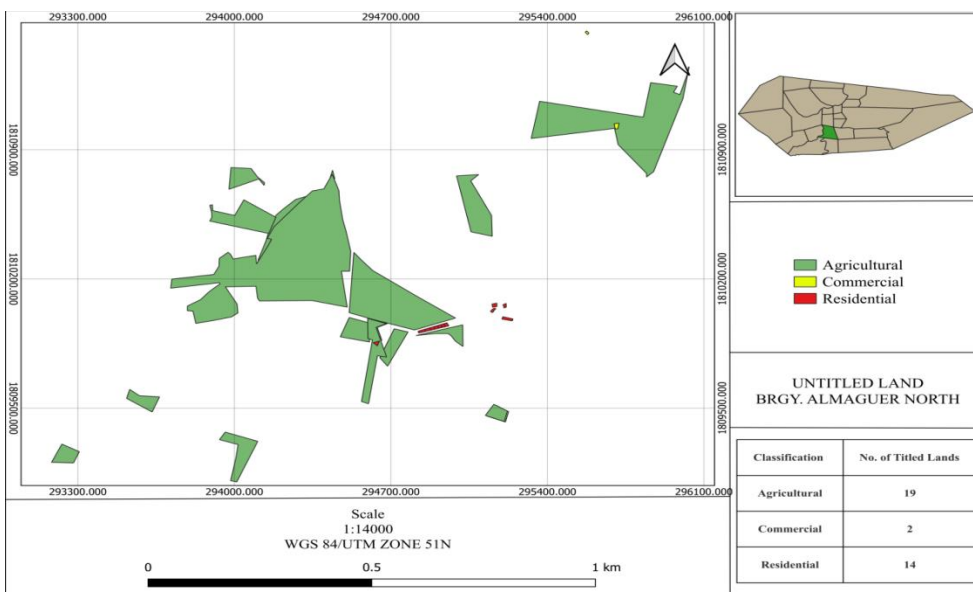 293300.000 294000.000 294700.000 295400.000 296100.000
1810900.000 1810900.000
1810200.000 1810200.000
1809500.000 1809500.000
293300.000 294000.000 294700.000 295400.000 296100.000
Scale
1:14000
WGS 84/UTM ZONE 51N
0 0.5 1 km
Agricultural
Commercial
Residential
UNTITLED LAND
BRGY. ALMAGUER NORTH
Classification No. of Titled Lands
Agricultural 19
Commercial 2
Residential 14